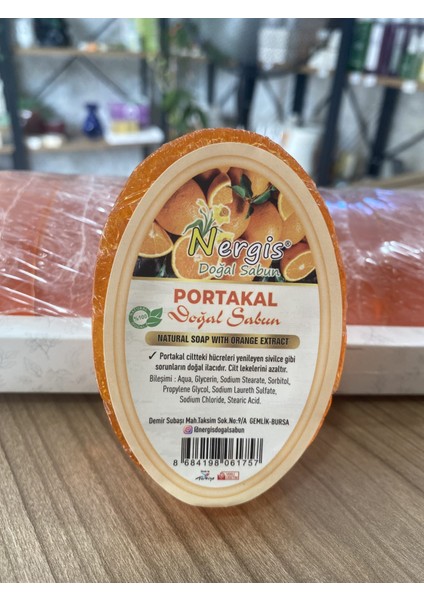 Nergis®
Doğal Sabun
PORTAKAL
Doğal Sabun
NATURAL SOAP WITH ORANGE EXTRACT
✓ Portakal ciltteki hücreleri yenileyen sivilce gibi
sorunların doğal ilacıdır. Cilt lekelerini azaltır.
Bileşimi : Aqua, Glycerin, Sodium Stearate, Sorbitol,
Propylene Glycol, Sodium Laureth Sulfate,
Sodium Chloride, Stearic Acid.
Demir Subaşı Mah.Taksim Sok.No:9/A GEMLİK-BURSA
@nergisdogalsabun
8 684198 061757